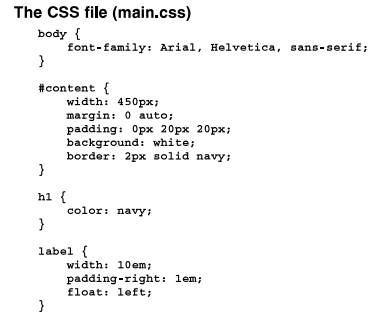 The CSS file (main.css)
body {
    font-family: Arial, Helvetica, sans-serif;
}
#content {
    width: 450px;
    margin: 0 auto;
    padding: 0px 20px 20px;
    background: white;
    border: 2px solid navy;
}
h1 {
    color: navy;
}
label {
    width: 10em;
    padding-right: 1em;
    float: left;
}